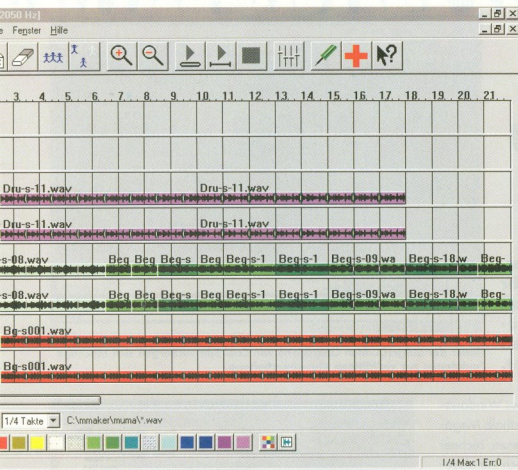 2050 Hz]
e Fenster Hilfe
3. 4. 5. 6. 7. 8. 9. 10. 11. 12. 13. 14. 15. 16. 17. 18. 19. 20. 21.
Dru-s-11.wav Dru-s-11.wav
Dru-s-11.wav Dru-s-11.wav
-s-08.wav Beg Beg Beg-s Beg Beg-s-1 Beg-s-1 Beg-s-09.wa Beg-s-18.w Beg-
-s-08.wav Beg Beg Beg-s Beg Beg-s-1 Beg-s-1 Beg-s-09.wa Beg-s-18.w Beg-
Bg-s001.wav
Bg-s001.wav
1/4 Takte C:\mmaker\muma\*.wav
1/4 Max:1 Err:0